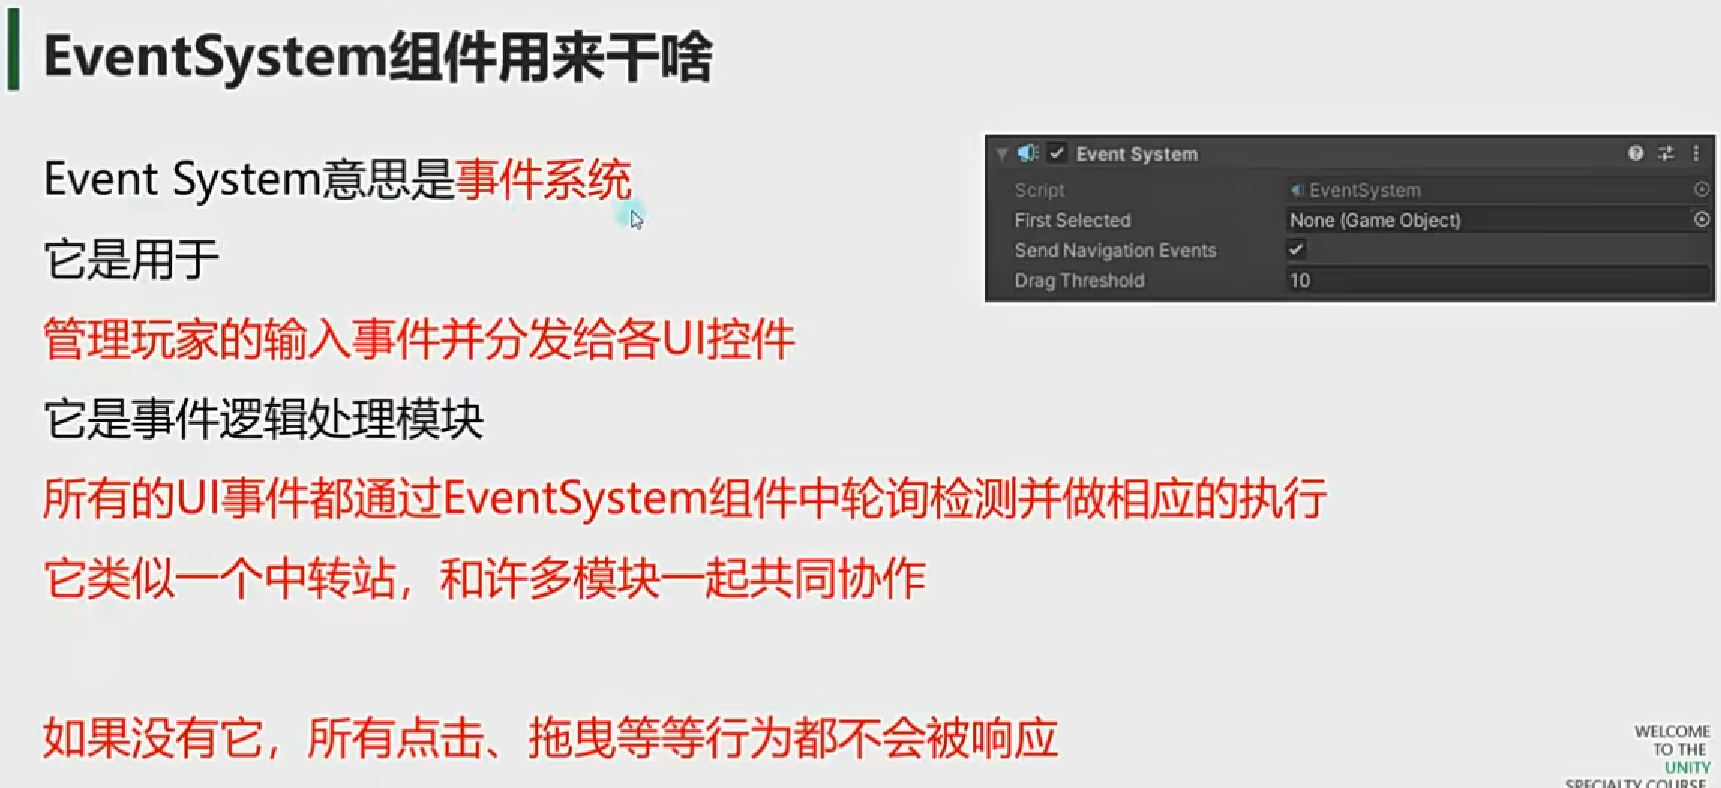 EventSystem组件用来干啥
Event System意思是事件系统
它是用于
管理玩家的输入事件并分发给各UI控件
它是事件逻辑处理模块
所有的UI事件都通过EventSystem组件中轮询检测并做相应的执行
它类似一个中转站，和许多模块一起共同协作
如果没有它，所有点击、拖曳等等行为都不会被响应
Event System
Script EventSystem
First Selected None (Game Object)
Send Navigation Events
Drag Threshold 10
WELCOME
TO THE
UNITY
SPECIALTY COURSE